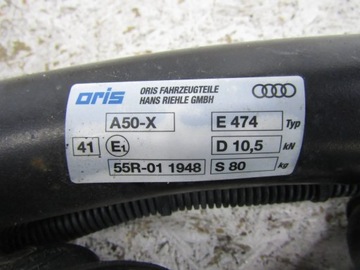 oris
ORIS FAHRZEUGTEILE
HANS RIEHLE GMBH
A50-X
E 474 Typ
41
E1
D 10,5 kN
55R-01 1948
S 80 kg